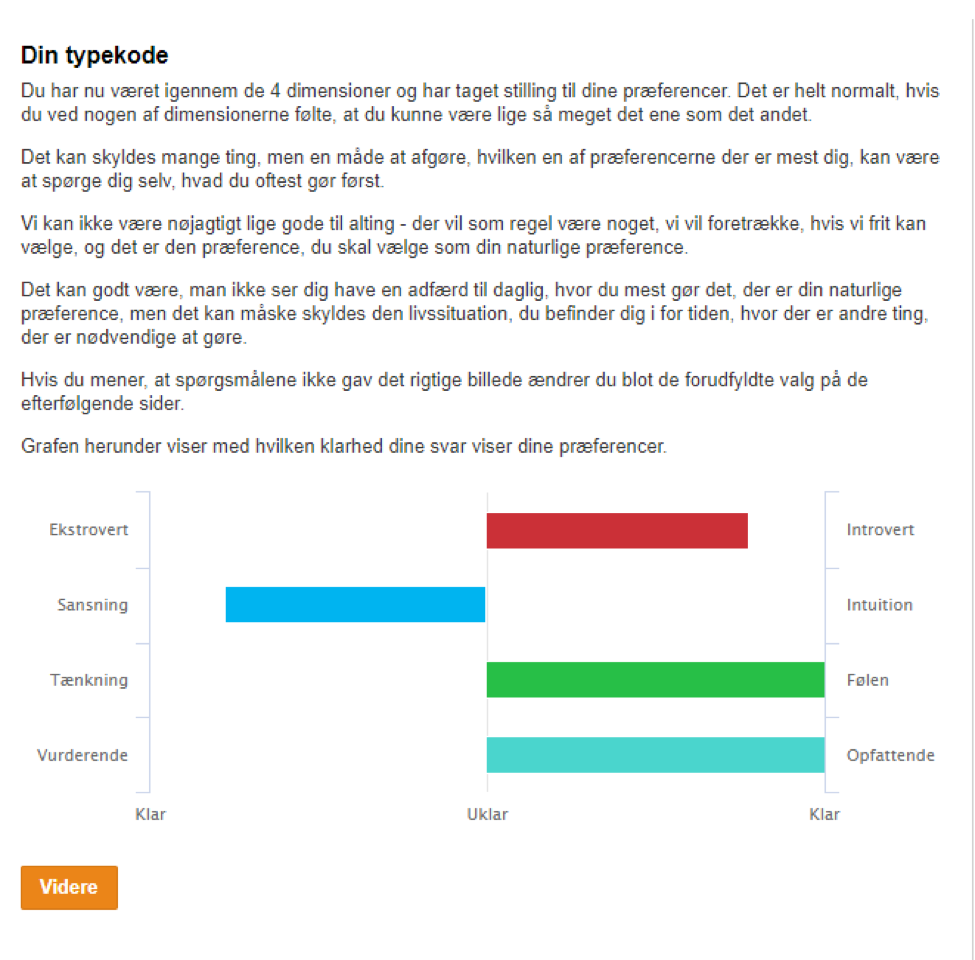 Din typekode
Du har nu været igennem de 4 dimensioner og har taget stilling til dine præferencer. Det er helt normalt, hvis
du ved nogen af dimensionerne følte, at du kunne være lige så meget det ene som det andet.
Det kan skyldes mange ting, men en måde at afgøre, hvilken en af præferencerne der er mest dig, kan være
at spørge dig selv, hvad du oftest gør først.
Vi kan ikke være nøjagtigt lige gode til alting - der vil som regel være noget, vi vil foretrække, hvis vi frit kan
vælge, og det er den præference, du skal vælge som din naturlige præference.
Det kan godt være, man ikke ser dig have en adfærd til daglig, hvor du mest gør det, der er din naturlige
præference, men det kan måske skyldes den livssituation, du befinder dig i for tiden, hvor der er andre ting,
der er nødvendige at gøre.
Hvis du mener, at spørgsmålene ikke gav det rigtige billede ændrer du blot de forudfyldte valg på de
efterfølgende sider.
Grafen herunder viser med hvilken klarhed dine svar viser dine præferencer.
Ekstrovert Introvert
Sansning Intuition
Tænkning Følen
Vurderende Opfattende
Klar Uklar Klar
Videre